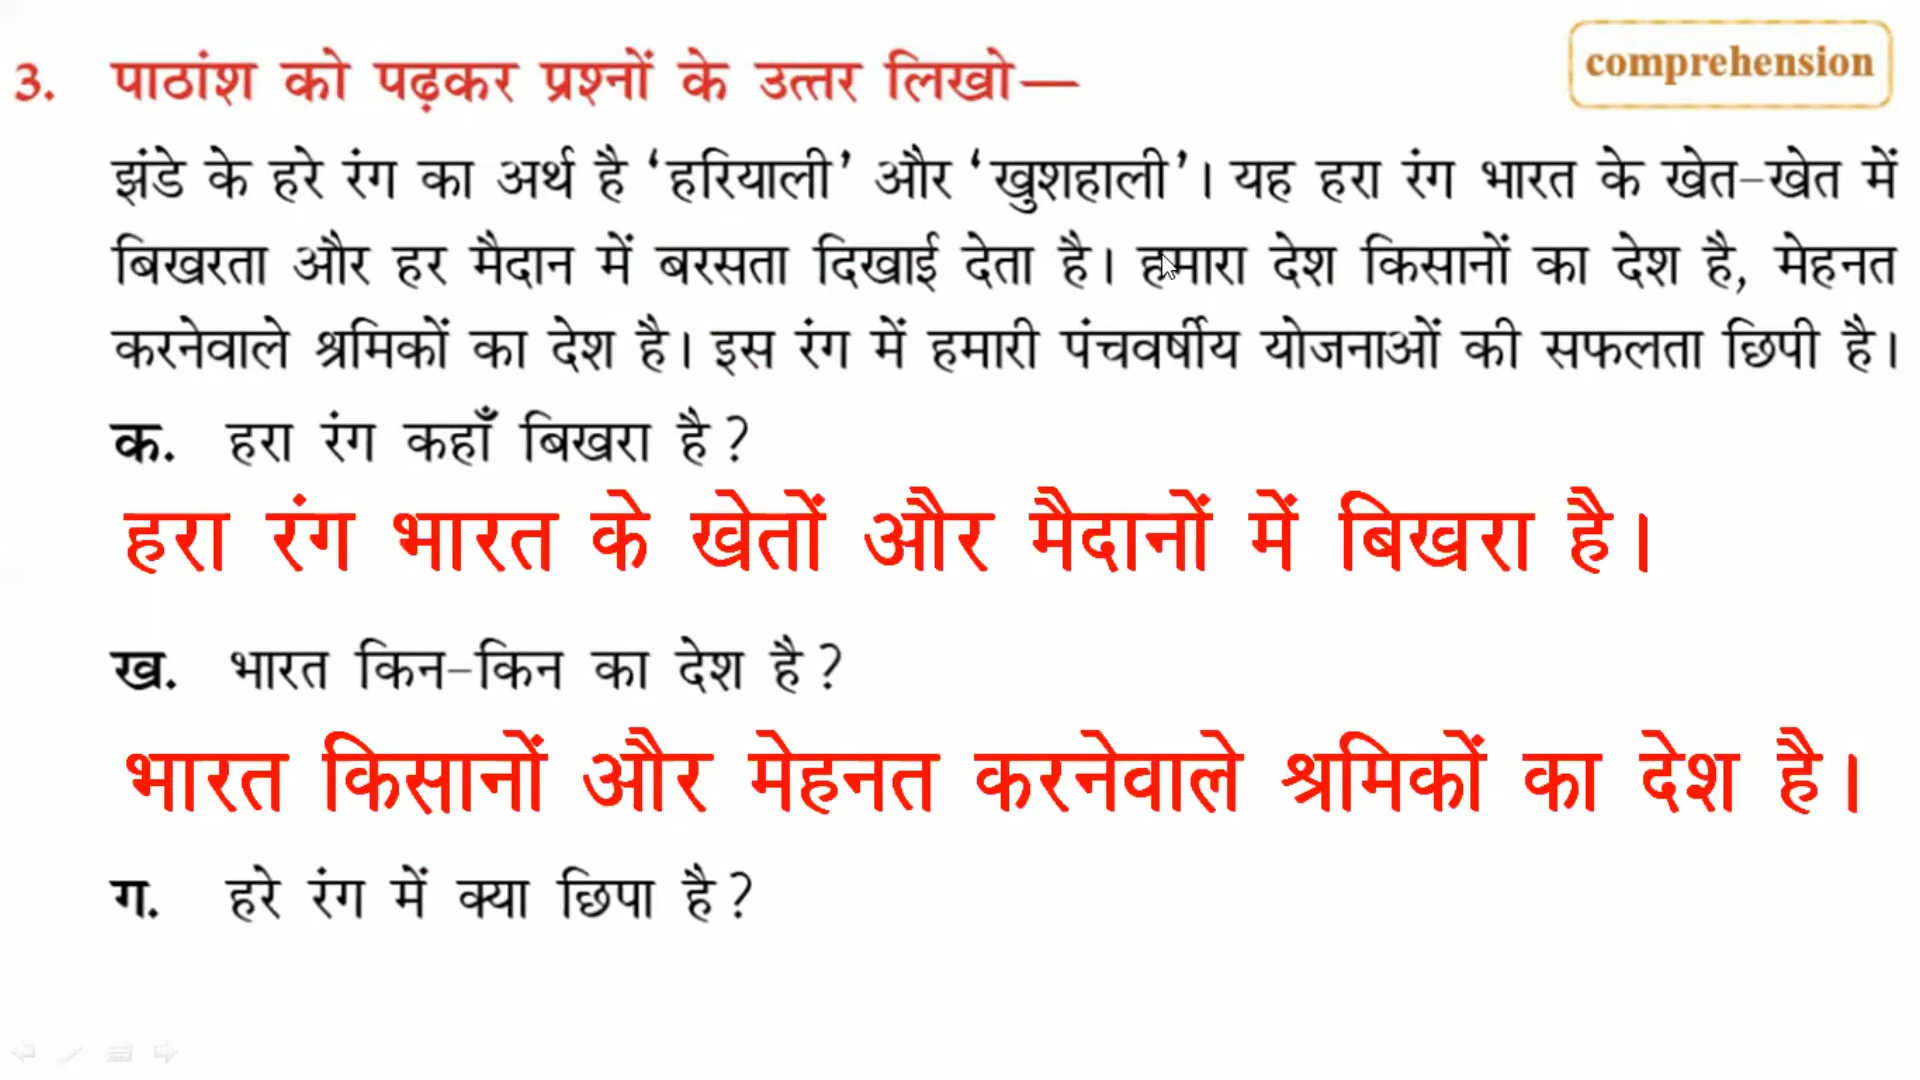 comprehension
3. पाठांश को पढ़कर प्रश्नों के उत्तर लिखो—
झंडे के हरे रंग का अर्थ है ‘हरियाली’ और ‘खुशहाली’। यह हरा रंग भारत के खेत-खेत में
बिखरता और हर मैदान में बरसता दिखाई देता है। हमारा देश किसानों का देश है, मेहनत
करनेवाले श्रमिकों का देश है। इस रंग में हमारी पंचवर्षीय योजनाओं की सफलता छिपी है।
क. हरा रंग कहाँ बिखरा है?
हरा रंग भारत के खेतों और मैदानों में बिखरा है।
ख. भारत किन-किन का देश है?
भारत किसानों और मेहनत करनेवाले श्रमिकों का देश है।
ग. हरे रंग में क्या छिपा है?